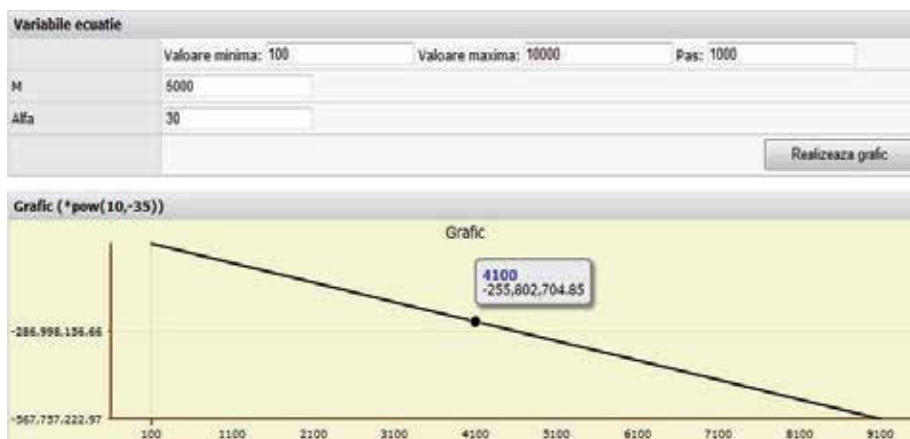 Variabile ecuatie
Valoare minima: 100 Valoare maxima: 10000 Pas: 1000
M 5000
Alfa 30
Realizeaza grafic
Grafic (*pow(10,-35))
Grafic
4100
-255,802,704.85
-286,998,156.66
-567,757,222.97
100 1100 2100 3100 4100 5100 6100 7100 8100 9100